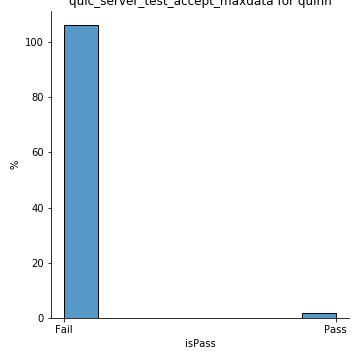 quic_server_test_accept_maxdata for quinn
100
80
60
%
40
20
0
Fail
Pass
isPass